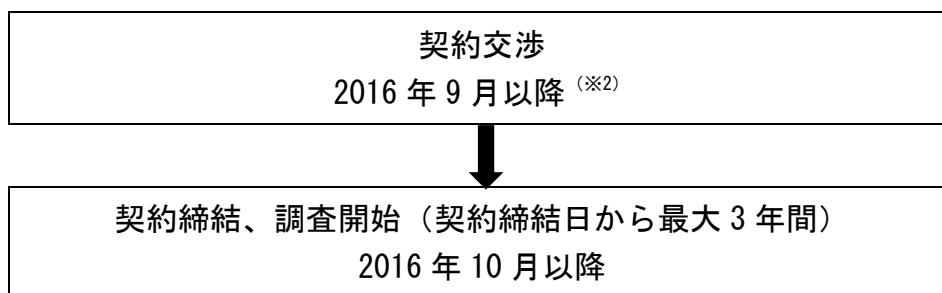 契約交渉
2016 年 9 月以降 (※2)
契約締結、調査開始（契約締結日から最大 3 年間）
2016 年 10 月以降